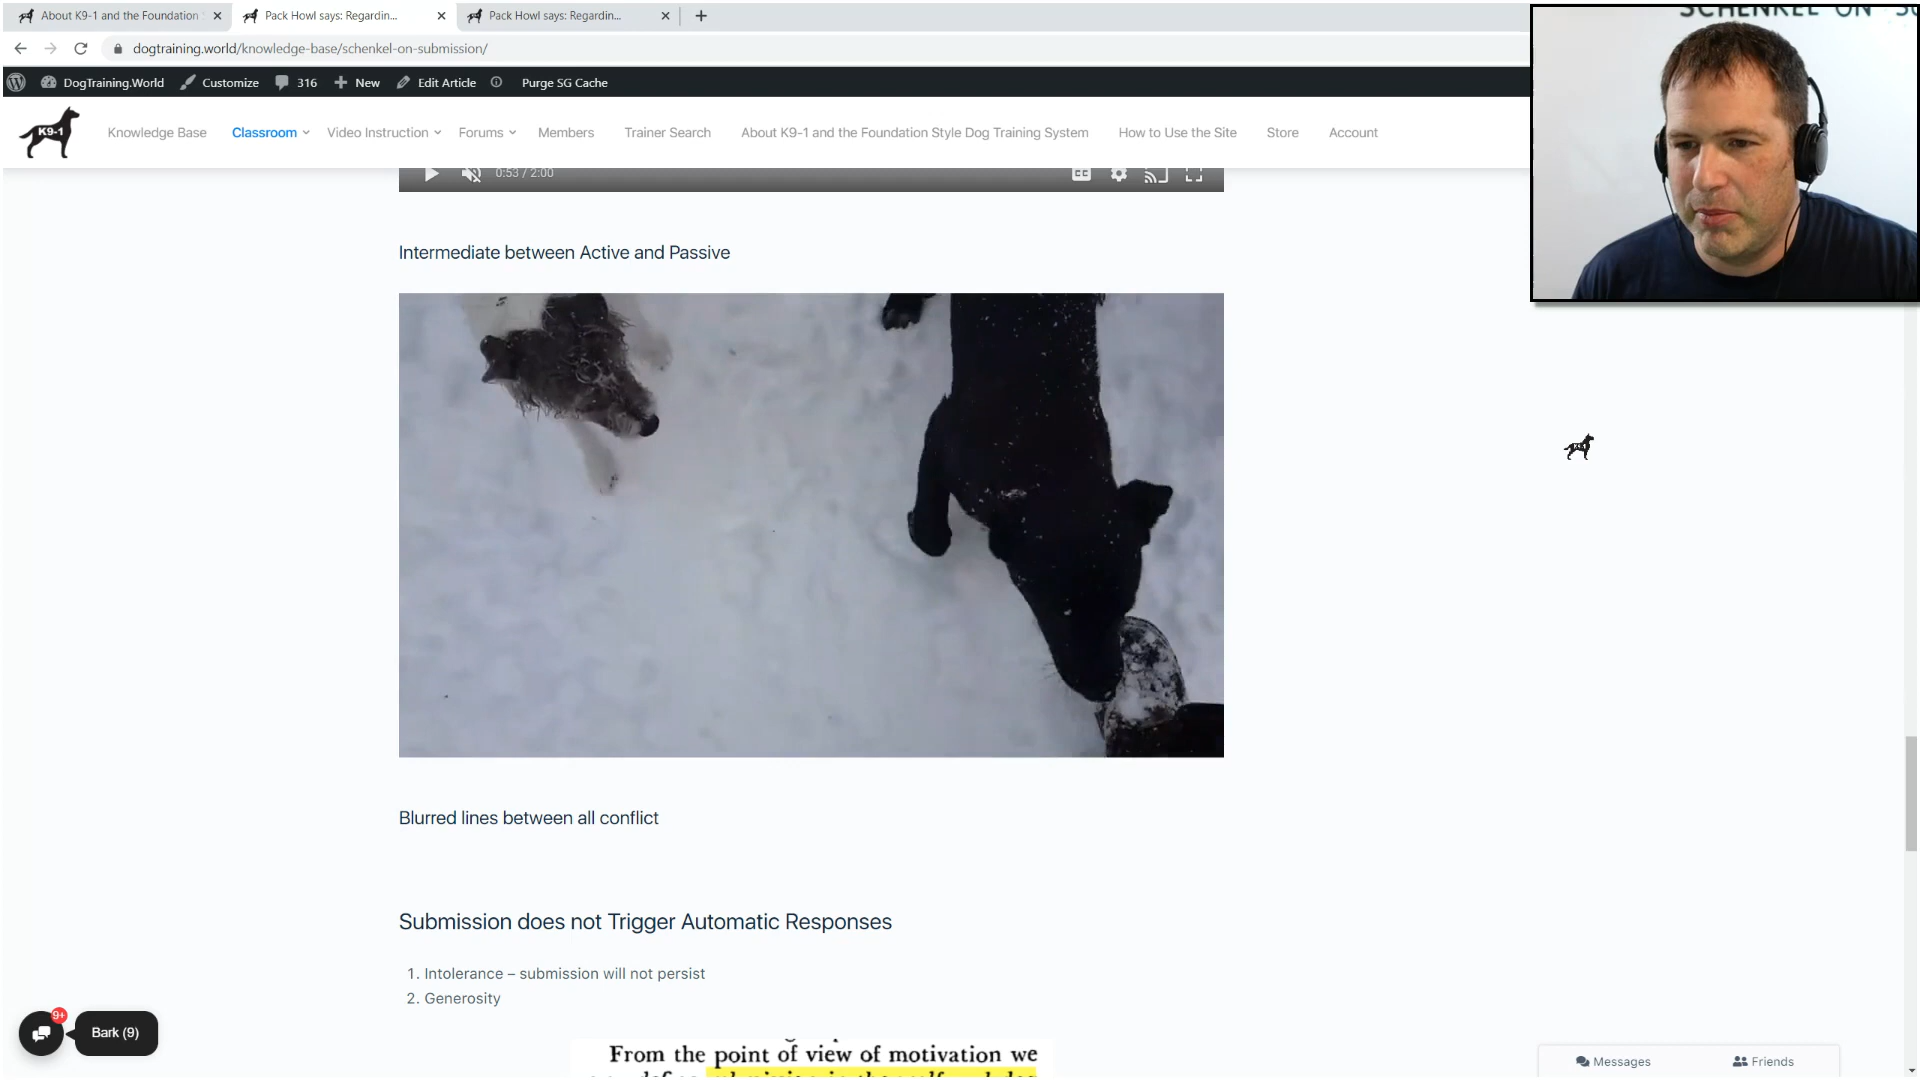 About K9-1 and the Foundation
Pack Howl says: Regardin...
Pack Howl says: Regardin...
dogtraining.world/knowledge-base/schenkel-on-submission/
DogTraining.World
Customize
316
New
Edit Article
Purge SG Cache
K9-1
Knowledge Base
Classroom
Video Instruction
Forums
Members
Trainer Search
About K9-1 and the Foundation Style Dog Training System
How to Use the Site
Store
Account
0:53 / 2:00
CC
Intermediate between Active and Passive
Blurred lines between all conflict
Submission does not Trigger Automatic Responses
1. Intolerance – submission will not persist
2. Generosity
From the point of view of motivation we
9+
Bark (9)
Messages
Friends